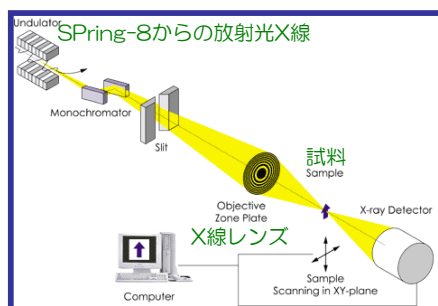 Undulator
SPring-8からの放射光X線
Monochromator
Slit
試料
Sample
Objective
Zone Plate
X-ray Detector
X線レンズ
Computer
Sample
Scanning in XY-plane